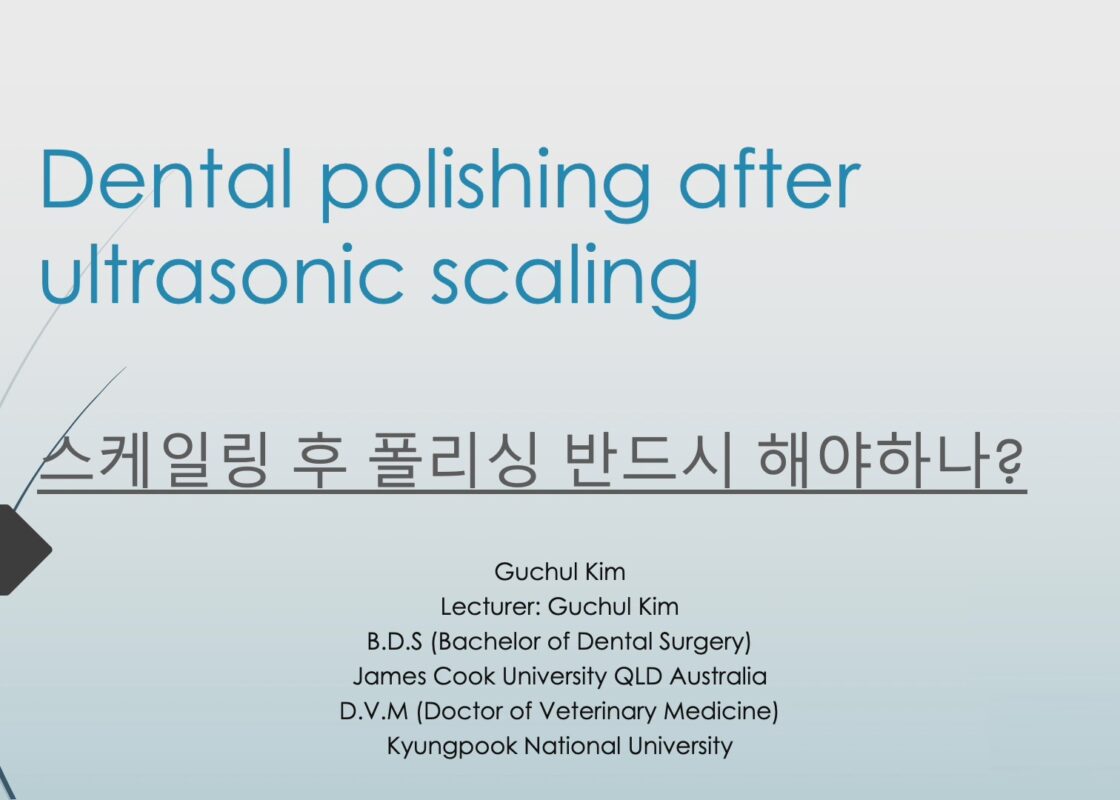 Dental polishing after
ultrasonic scaling
스케일링 후 폴리싱 반드시 해야하나?
Guchul Kim
Lecturer: Guchul Kim
B.D.S (Bachelor of Dental Surgery)
James Cook University QLD Australia
D.V.M (Doctor of Veterinary Medicine)
Kyungpook National University